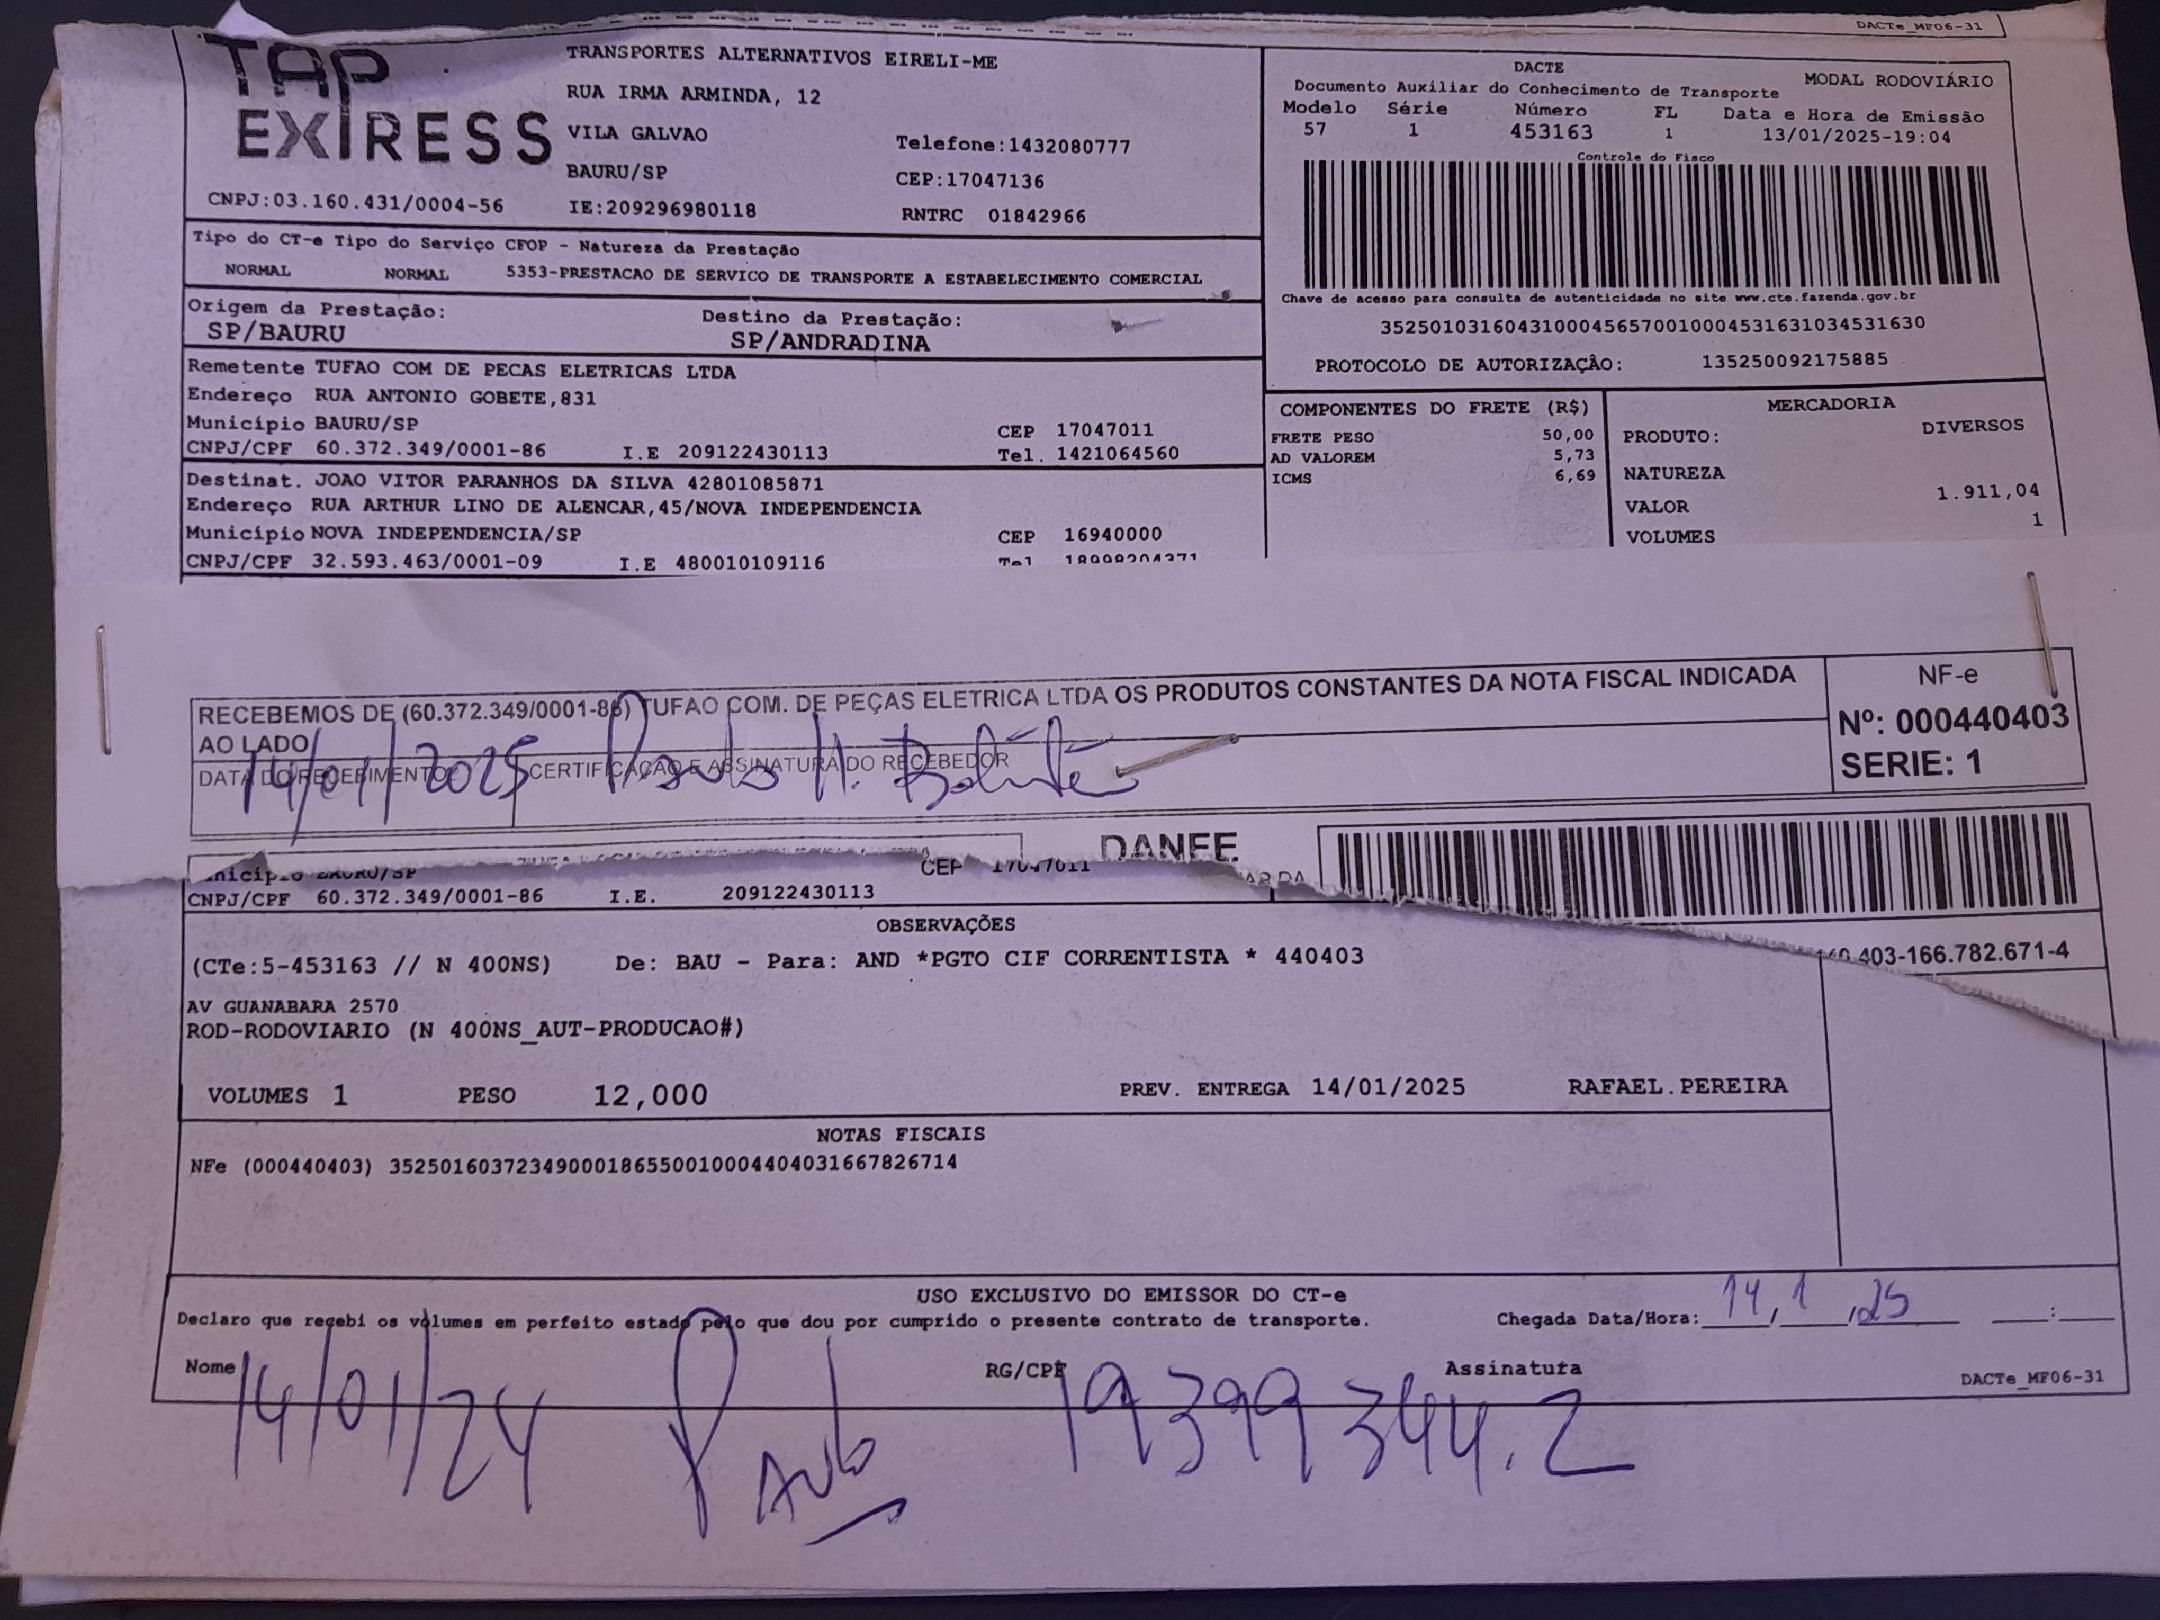 DACTe_MF06-31
TAP
EXPRESS
TRANSPORTES ALTERNATIVOS EIRELI-ME
RUA IRMA ARMINDA, 12
VILA GALVAO
Telefone:1432080777
BAURU/SP
CEP:17047136
CNPJ:03.160.431/0004-56
IE:209296980118
RNTRC 01842966
DACTE
Documento Auxiliar do Conhecimento de Transporte
MODAL RODOVIÁRIO
Modelo Série Número FL Data e Hora de Emissão
57 1 453163 1 13/01/2025-19:04
Controle do Fisco
Chave de acesso para consulta de autenticidade no site www.cte.fazenda.gov.br
35250103160431000456570010004531631034531630
PROTOCOLO DE AUTORIZAÇÂO: 135250092175885
Tipo do CT-e Tipo do Serviço CFOP - Natureza da Prestação
NORMAL NORMAL 5353-PRESTACAO DE SERVICO DE TRANSPORTE A ESTABELECIMENTO COMERCIAL
Origem da Prestação: Destino da Prestação:
SP/BAURU SP/ANDRADINA
Remetente TUFAO COM DE PECAS ELETRICAS LTDA
Endereço RUA ANTONIO GOBETE,831
Município BAURU/SP CEP 17047011
CNPJ/CPF 60.372.349/0001-86 I.E 209122430113 Tel. 1421064560
Destinat. JOAO VITOR PARANHOS DA SILVA 42801085871
Endereço RUA ARTHUR LINO DE ALENCAR,45/NOVA INDEPENDENCIA
Município NOVA INDEPENDENCIA/SP CEP 16940000
CNPJ/CPF 32.593.463/0001-09 I.E 480010109116 Tel 18998204371
COMPONENTES DO FRETE (R$)
FRETE PESO 50,00
AD VALOREM 5,73
ICMS 6,69
MERCADORIA
PRODUTO: DIVERSOS
NATUREZA
VALOR 1.911,04
VOLUMES 1
RECEBEMOS DE (60.372.349/0001-86) TUFAO COM. DE PEÇAS ELETRICA LTDA OS PRODUTOS CONSTANTES DA NOTA FISCAL INDICADA
AO LADO
DATA DO RECEBIMENTO CERTIFICAÇÃO E ASSINATURA DO RECEBEDOR
14/01/2025 Paulo H.
NF-e
Nº: 000440403
SERIE: 1
DANFE
Município BAURU/SP CEP 17047011
CNPJ/CPF 60.372.349/0001-86 I.E. 209122430113
403-166.782.671-4
OBSERVAÇÕES
(CTe:5-453163 // N 400NS) De: BAU - Para: AND *PGTO CIF CORRENTISTA * 440403
AV GUANABARA 2570
ROD-RODOVIARIO (N 400NS_AUT-PRODUCAO#)
VOLUMES 1 PESO 12,000 PREV. ENTREGA 14/01/2025 RAFAEL.PEREIRA
NOTAS FISCAIS
NFe (000440403) 35250160372349000186550010004404031667826714
USO EXCLUSIVO DO EMISSOR DO CT-e
Declaro que recebi os volumes em perfeito estado pelo que dou por cumprido o presente contrato de transporte.
Chegada Data/Hora: 14, 1 ,25 :
Nome RG/CPF Assinatura
DACTe_MF06-31
14/01/24 Paulo 19399344.2